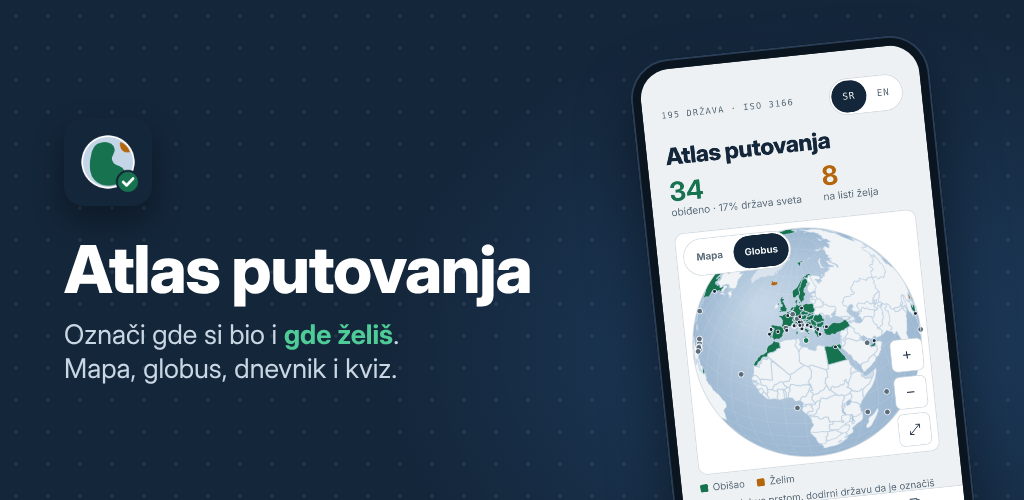 Atlas putovanja
Označi gde si bio i gde želiš.
Mapa, globus, dnevnik i kviz.
195 DRŽAVA · ISO 3166
SR EN
Atlas putovanja
34
obiđeno · 17% država sveta
8
na listi želja
Mapa Globus
+
−
Obišao Želim
prstom, dodirni državu da je označiš